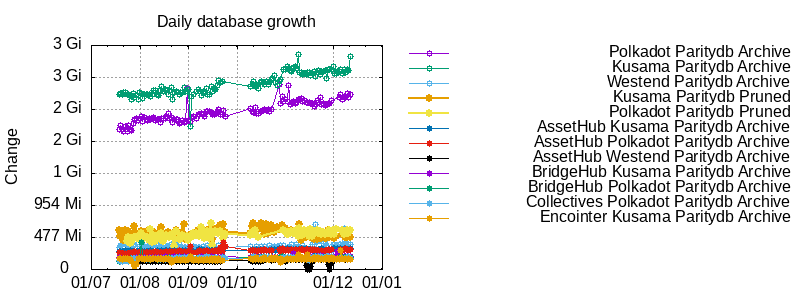 Daily database growth
Change
3 Gi
3 Gi
2 Gi
2 Gi
1 Gi
954 Mi
477 Mi
0
01/07 01/08 01/09 01/10 01/12 01/01
Polkadot Paritydb Archive
Kusama Paritydb Archive
Westend Paritydb Archive
Kusama Paritydb Pruned
Polkadot Paritydb Pruned
AssetHub Kusama Paritydb Archive
AssetHub Polkadot Paritydb Archive
AssetHub Westend Paritydb Archive
BridgeHub Kusama Paritydb Archive
BridgeHub Polkadot Paritydb Archive
Collectives Polkadot Paritydb Archive
Encointer Kusama Paritydb Archive